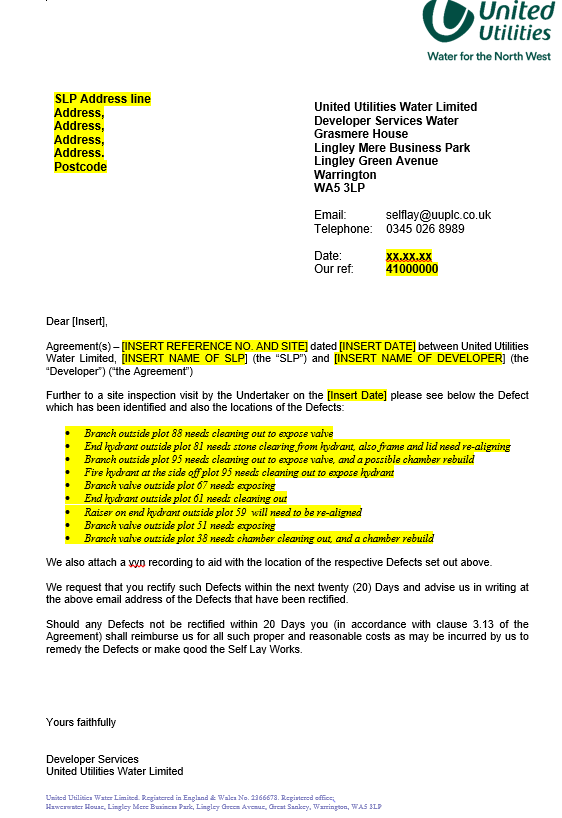 United
Utilities
Water for the North West
SLP Address line
Address,
Address,
Address,
Address.
Postcode
United Utilities Water Limited
Developer Services Water
Grasmere House
Lingley Mere Business Park
Lingley Green Avenue
Warrington
WA5 3LP
Email: selflay@uuplc.co.uk
Telephone: 0345 026 8989
Date: xx.xx.xx
Our ref: 41000000
Dear [Insert],
Agreement(s) – [INSERT REFERENCE NO. AND SITE] dated [INSERT DATE] between United Utilities
Water Limited, [INSERT NAME OF SLP] (the “SLP”) and [INSERT NAME OF DEVELOPER] (the
“Developer”) (“the Agreement”)
Further to a site inspection visit by the Undertaker on the [Insert Date] please see below the Defect
which has been identified and also the locations of the Defects:
• Branch outside plot 88 needs cleaning out to expose valve
• End hydrant outside plot 81 needs stone clearing from hydrant, also frame and lid need re-aligning
• Branch outside plot 95 needs cleaning out to expose valve, and a possible chamber rebuild
• Fire hydrant at the side off plot 95 needs cleaning out to expose hydrant
• Branch valve outside plot 67 needs exposing
• End hydrant outside plot 61 needs cleaning out
• Raiser on end hydrant outside plot 59 will need to be re-aligned
• Branch valve outside plot 51 needs exposing
• Branch valve outside plot 38 needs chamber cleaning out, and a chamber rebuild
We also attach a vyn recording to aid with the location of the respective Defects set out above.
We request that you rectify such Defects within the next twenty (20) Days and advise us in writing at
the above email address of the Defects that have been rectified.
Should any Defects not be rectified within 20 Days you (in accordance with clause 3.13 of the
Agreement) shall reimburse us for all such proper and reasonable costs as may be incurred by us to
remedy the Defects or make good the Self Lay Works.
Yours faithfully
Developer Services
United Utilities Water Limited
United Utilities Water Limited. Registered in England & Wales No. 2366678. Registered office;
Haweswater House, Lingley Mere Business Park, Lingley Green Avenue, Great Sankey, Warrington, WA5 3LP